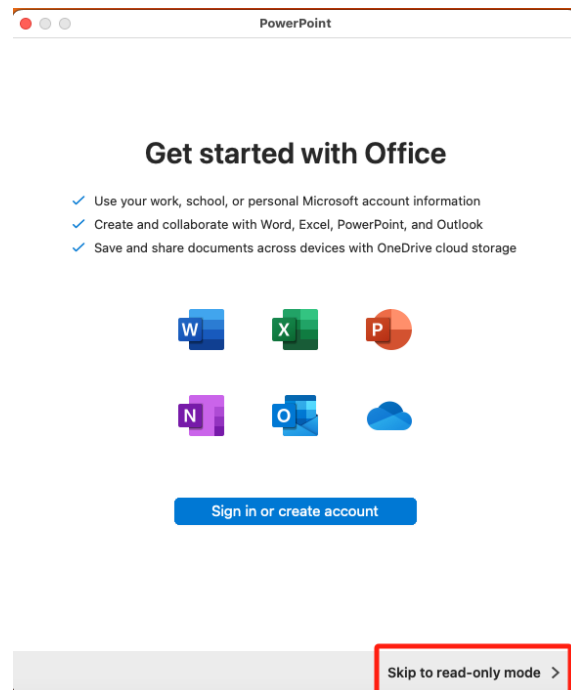 PowerPoint
Get started with Office
Use your work, school, or personal Microsoft account information
Create and collaborate with Word, Excel, PowerPoint, and Outlook
Save and share documents across devices with OneDrive cloud storage
W X P
N O
Sign in or create account
Skip to read-only mode